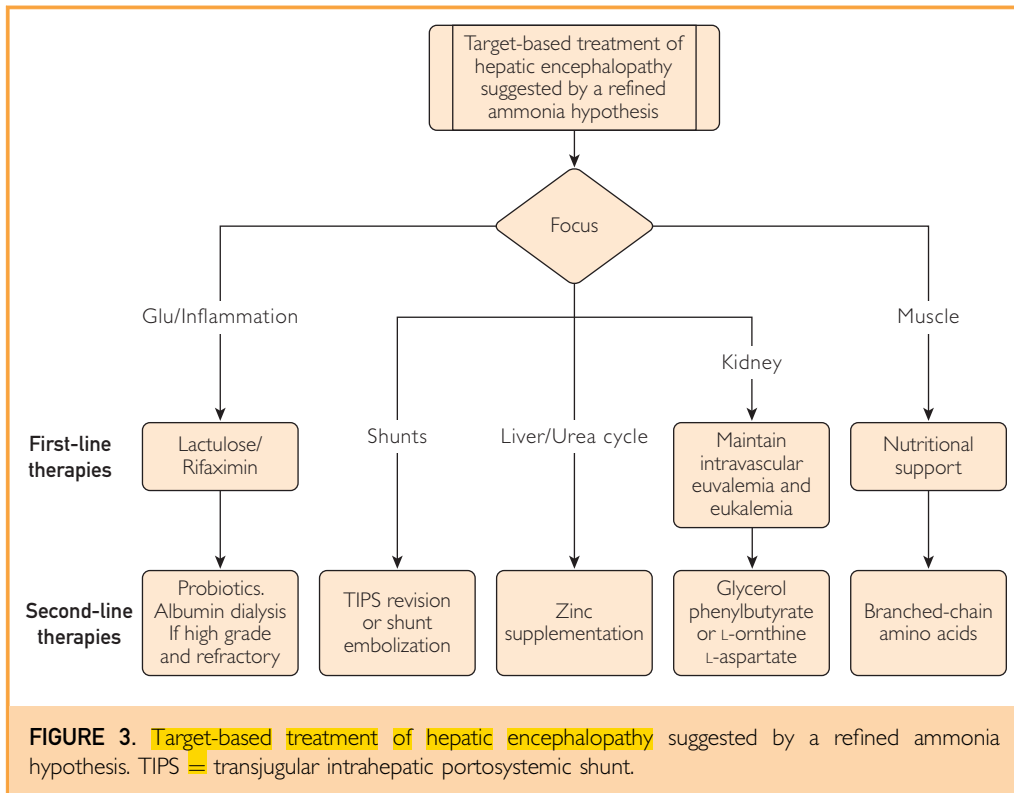 Target-based treatment of
hepatic encephalopathy
suggested by a refined
ammonia hypothesis
Focus
Glu/Inflammation
Muscle
Kidney
Shunts
Liver/Urea cycle
First-line
therapies
Lactulose/
Rifaximin
Maintain
intravascular
euvalemia and
eukalemia
Nutritional
support
Second-line
therapies
Probiotics.
Albumin dialysis
If high grade
and refractory
TIPS revision
or shunt
embolization
Zinc
supplementation
Glycerol
phenylbutyrate
or L-ornthine
L-aspartate
Branched-chain
amino acids
FIGURE 3. Target-based treatment of hepatic encephalopathy suggested by a refined ammonia
hypothesis. TIPS = transjugular intrahepatic portosystemic shunt.